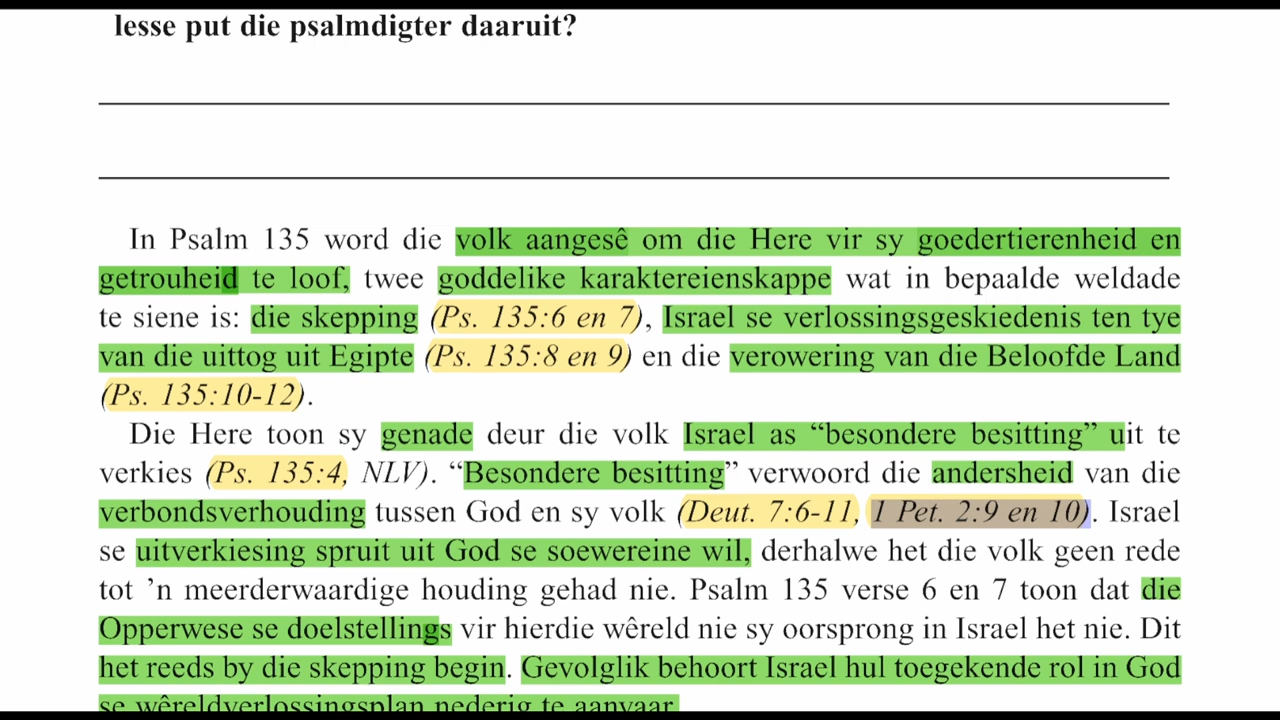 lesse put die psalmdigter daaruit?
In Psalm 135 word die volk aangesê om die Here vir sy goedertierenheid en
getrouheid te loof, twee goddelike karaktereienskappe wat in bepaalde weldade
te siene is: die skepping (Ps. 135:6 en 7), Israel se verlossingsgeskiedenis ten tye
van die uittog uit Egipte (Ps. 135:8 en 9) en die verowering van die Beloofde Land
(Ps. 135:10-12).
Die Here toon sy genade deur die volk Israel as “besondere besitting” uit te
verkies (Ps. 135:4, NLV). “Besondere besitting” verwoord die andersheid van die
verbondsverhouding tussen God en sy volk (Deut. 7:6-11, 1 Pet. 2:9 en 10). Israel
se uitverkiesing spruit uit God se soewereine wil, derhalwe het die volk geen rede
tot ’n meerderwaardige houding gehad nie. Psalm 135 verse 6 en 7 toon dat die
Opperwese se doelstellings vir hierdie wêreld nie sy oorsprong in Israel het nie. Dit
het reeds by die skepping begin. Gevolglik behoort Israel hul toegekende rol in God
se wêreldverlossingsplan nederig te aanvaar.